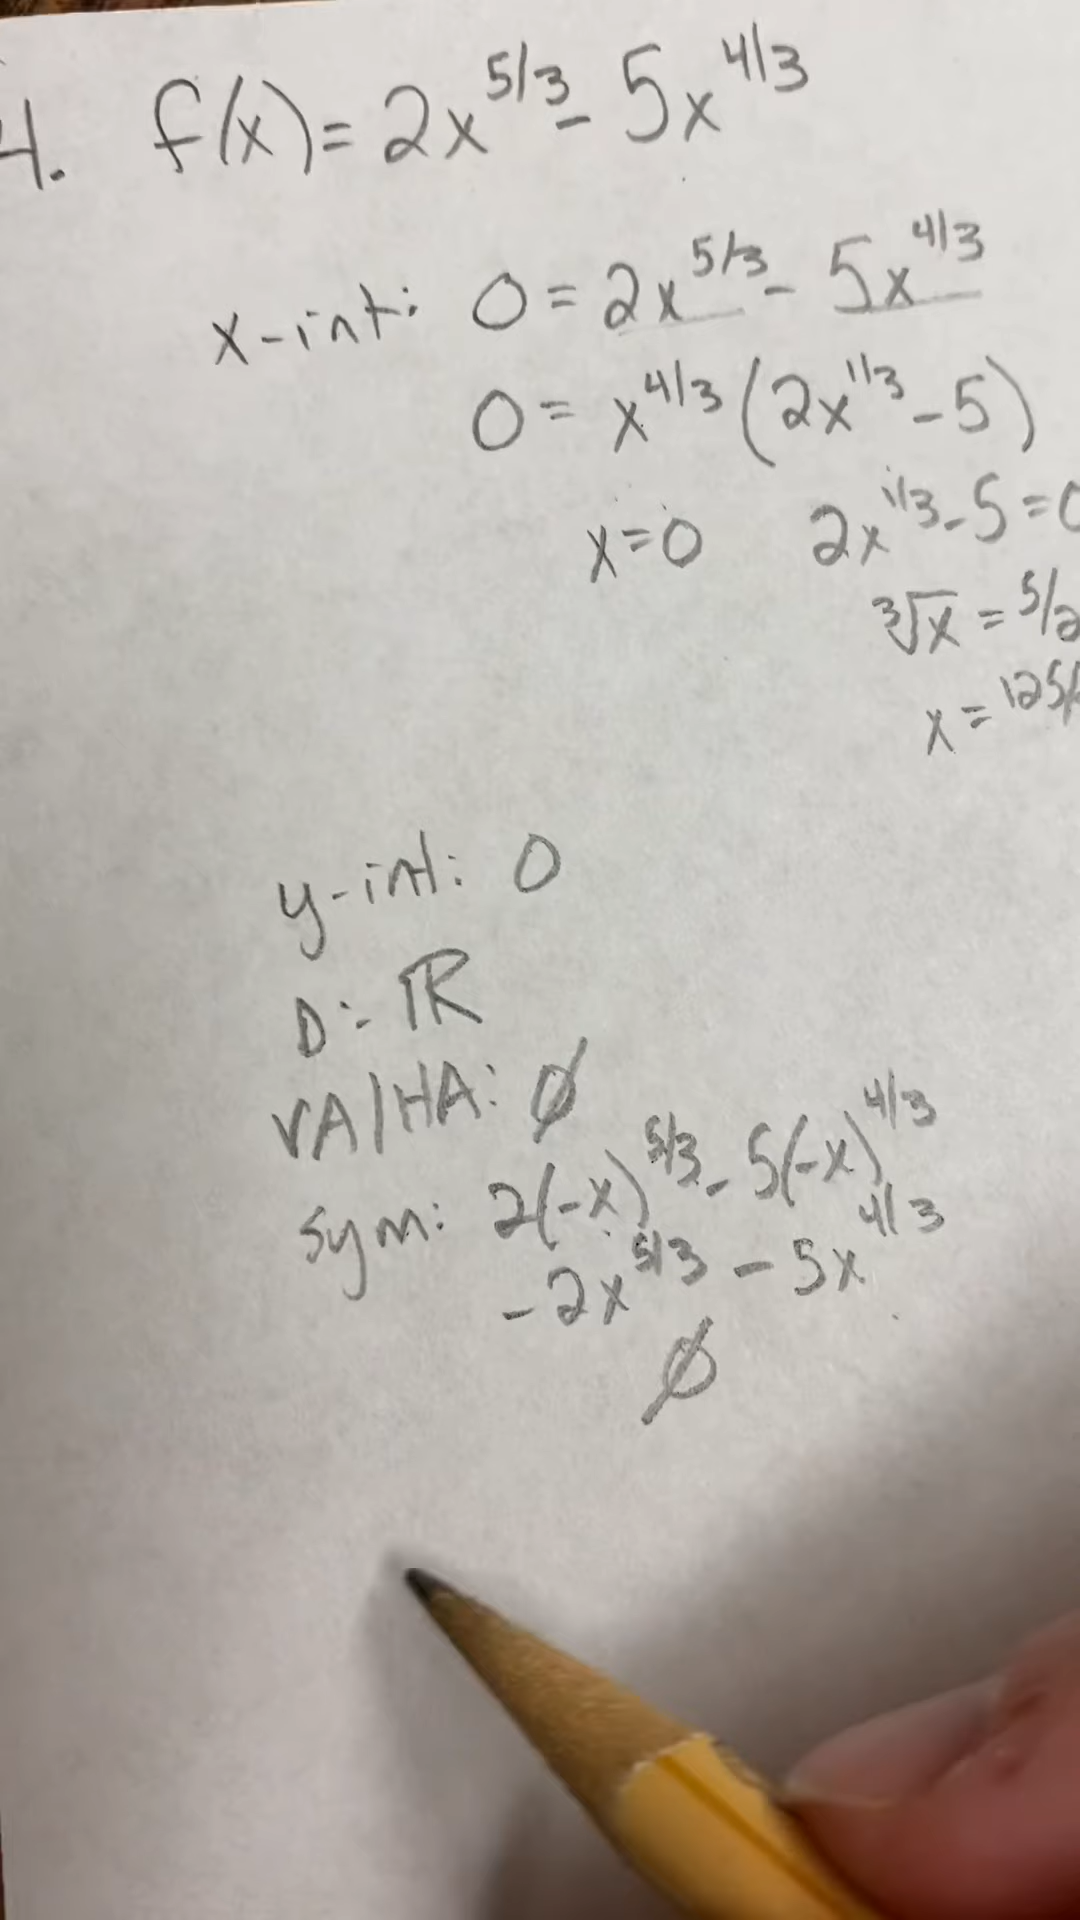 4. f(x) = 2x^5/3 - 5x^4/3
x-int: 0 = 2x^5/3 - 5x^4/3
0 = x^4/3 (2x^1/3 - 5)
x=0 2x^1/3 - 5 = 0
∛x = 5/2
x = 125/
y-int: 0
D: ℝ
VA/HA: ∅
sym: 2(-x)^5/3 - 5(-x)^4/3
-2x^5/3 - 5x^4/3
∅